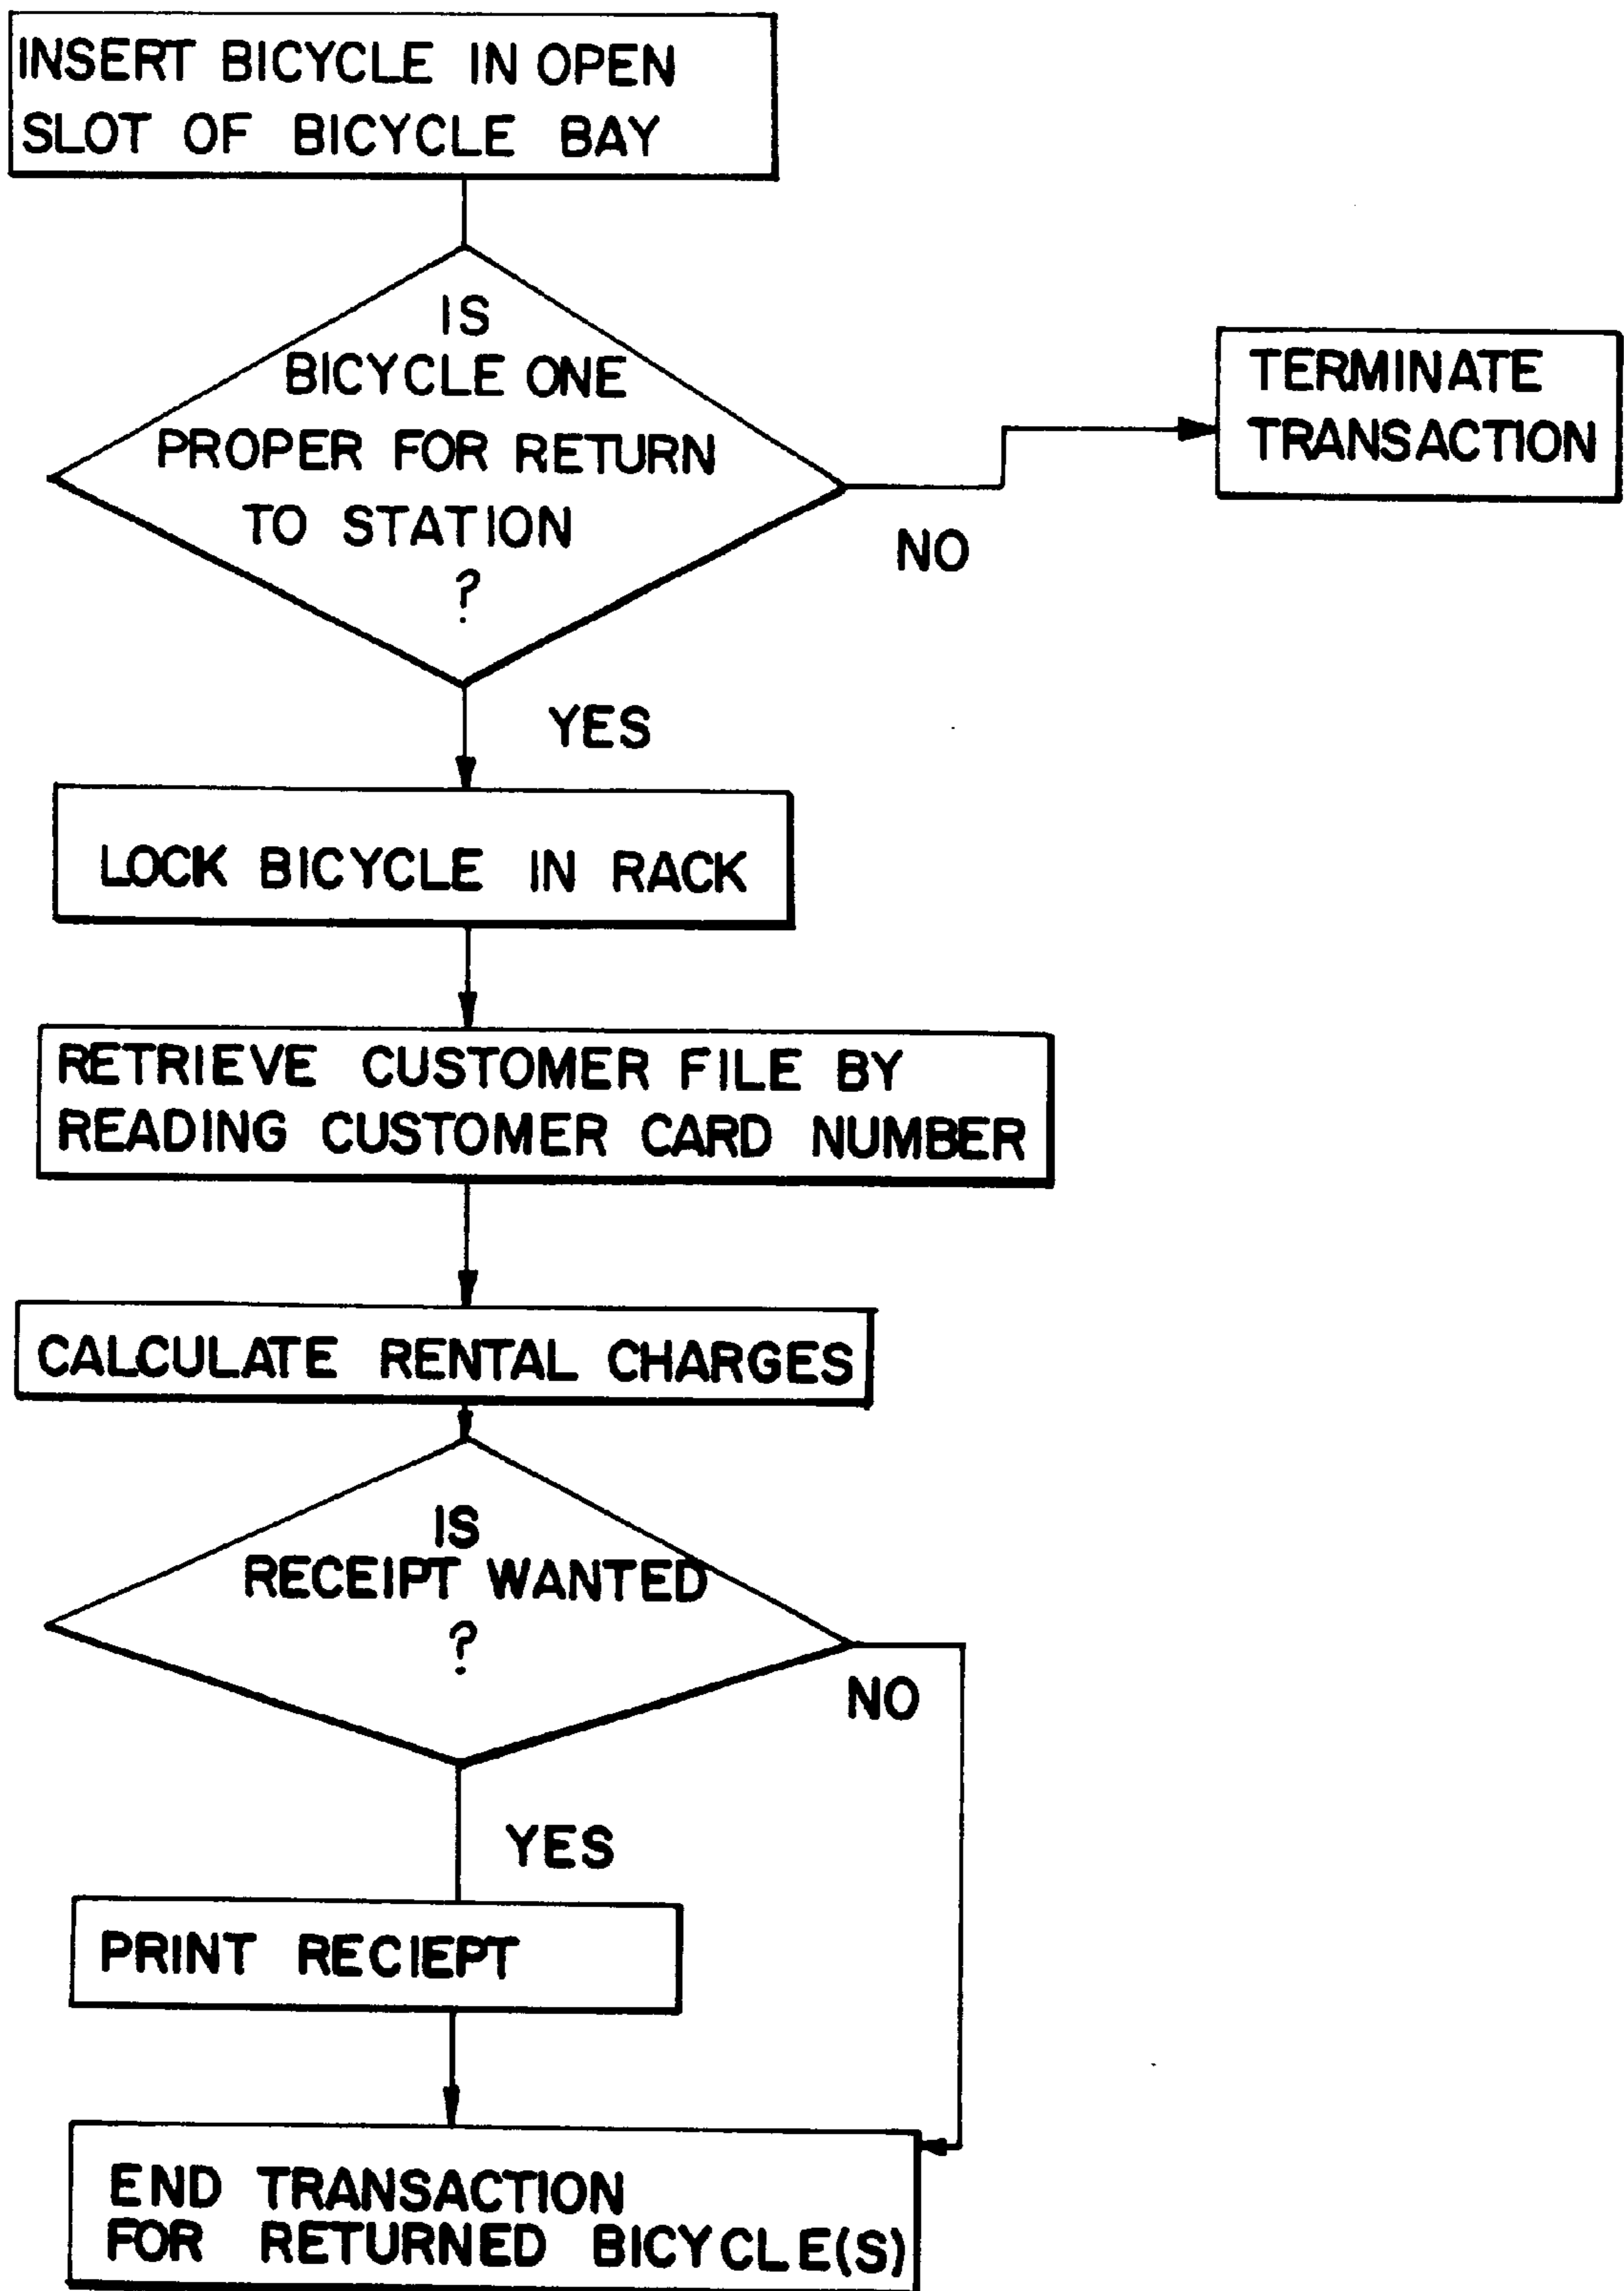 INSERT BICYCLE IN OPEN
SLOT OF BICYCLE BAY
IS
BICYCLE ONE
PROPER FOR RETURN
TO STATION
?
NO
TERMINATE
TRANSACTION
YES
LOCK BICYCLE IN RACK
RETRIEVE CUSTOMER FILE BY
READING CUSTOMER CARD NUMBER
CALCULATE RENTAL CHARGES
IS
RECEIPT WANTED
?
NO
YES
PRINT RECIEPT
END TRANSACTION
FOR RETURNED BICYCLE(S)